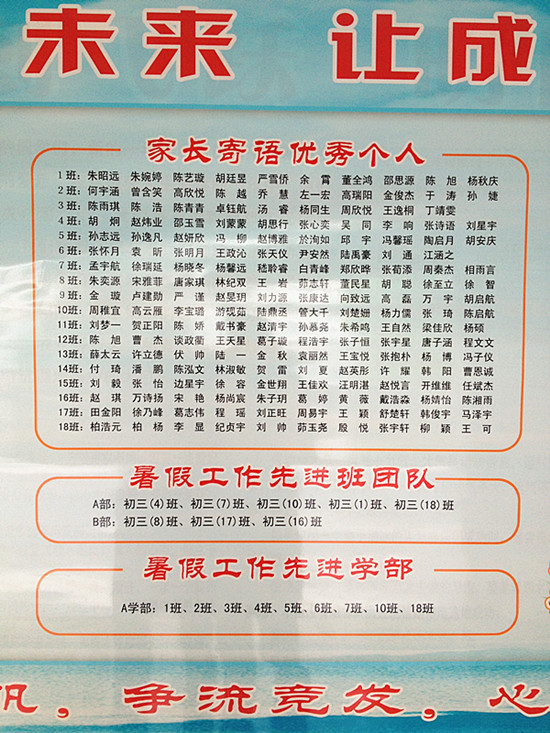 未来 让成
家长寄语优秀个人
1班：朱昭远 朱婉婷 陈艺璇 胡廷昱 严雪侨 余霄 董全鸿 邵思源 陈旭 杨秋庆
2班：何宇涵 曾含笑 高欣悦 陈越 乔慧 左一宏 高瑞阳 金俊杰 于涛 孙婕
3班：陈雨琪 陈浩 陈青青 卓钰航 汤睿 杨同生 周欣悦 王逸桐 丁靖雯
4班：胡炯 赵炜业 邵玉雪 刘蒙蒙 胡思行 张心奕 吴同 李响 张诗语 刘星宇
5班：孙志远 孙逸凡 赵妍欣 冯柳 赵博雅 於洵如 邱宇 冯馨瑶 陶启月 胡安庆
6班：张怀月 袁昕 张明月 王政沁 张天仪 尹安然 陆禹豪 刘通 江涵之
7班：孟宇航 徐瑞延 杨晓冬 杨馨远 嵇聆睿 白青峰 郑欣晔 张荀添 周秦杰 相雨言
8班：朱奕源 宋雅菲 唐家琪 林纪双 王岩 茆志轩 董民星 胡聪 徐至立 徐智
9班：金璇 卢建勋 严谨 赵旻玥 刘力源 张康达 向致远 高磊 万宇 胡启航
10班：周稚宜 高云雁 李宝璐 游砚茹 陆鼎丞 管大千 刘楚姗 杨力儒 张琦 陈启航
11班：刘梦一 贺正阳 陈娇 戴书豪 赵清宇 孙慕尧 朱希鸣 王自然 梁佳欣 杨硕
12班：陈旭 曹杰 谈政衢 王天星 葛子璇 程浩宇 张子恒 张宇星 唐子涵 程文文
13班：薛太云 许立德 伏帅 陆一 金秋 袁丽然 王宝悦 张抱朴 杨博 冯子仪
14班：付琦 潘鹏 陈泓文 林淑敏 贺雷 刘夏 赵英彤 许耀 韩阳 曹恩诚
15班：刘毅 张怡 边星宇 徐容 金世翔 王佳欢 汪明湛 赵悦言 开维维 任斌杰
16班：赵琪 万诗扬 宋艳 杨尚宸 朱子玥 葛婷 黄薇 戴浩淼 杨婧怡 陈湘雨
17班：田金阳 徐乃峰 葛志伟 程瑶 刘正旺 周易宇 王颖 舒楚轩 韩俊宇 马泽宇
18班：柏浩元 柏杨 李显 纪贞宇 刘帅 茆玉尧 殷悦 张宇轩 柳颖 王可
暑假工作先进班团队
A部：初三(4)班、初三(7)班、初三(10)班、初三(1)班、初三(18)班
B部：初三(8)班、初三(17)班、初三(16)班
暑假工作先进学部
A学部：1班、2班、3班、4班、5班、6班、7班、10班、18班
帆，争流竞发，心